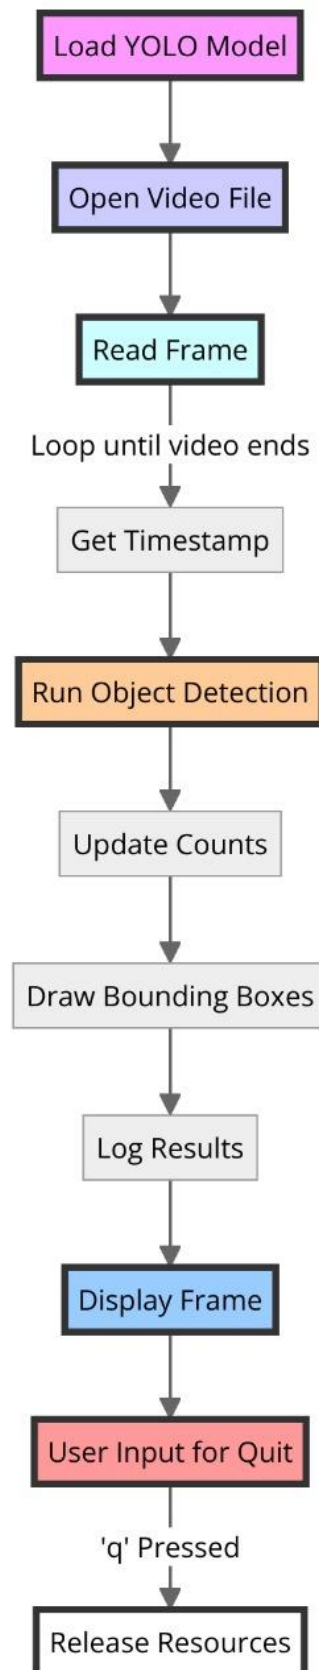 Load YOLO Model
Open Video File
Read Frame
Loop until video ends
Get Timestamp
Run Object Detection
Update Counts
Draw Bounding Boxes
Log Results
Display Frame
User Input for Quit
'q' Pressed
Release Resources